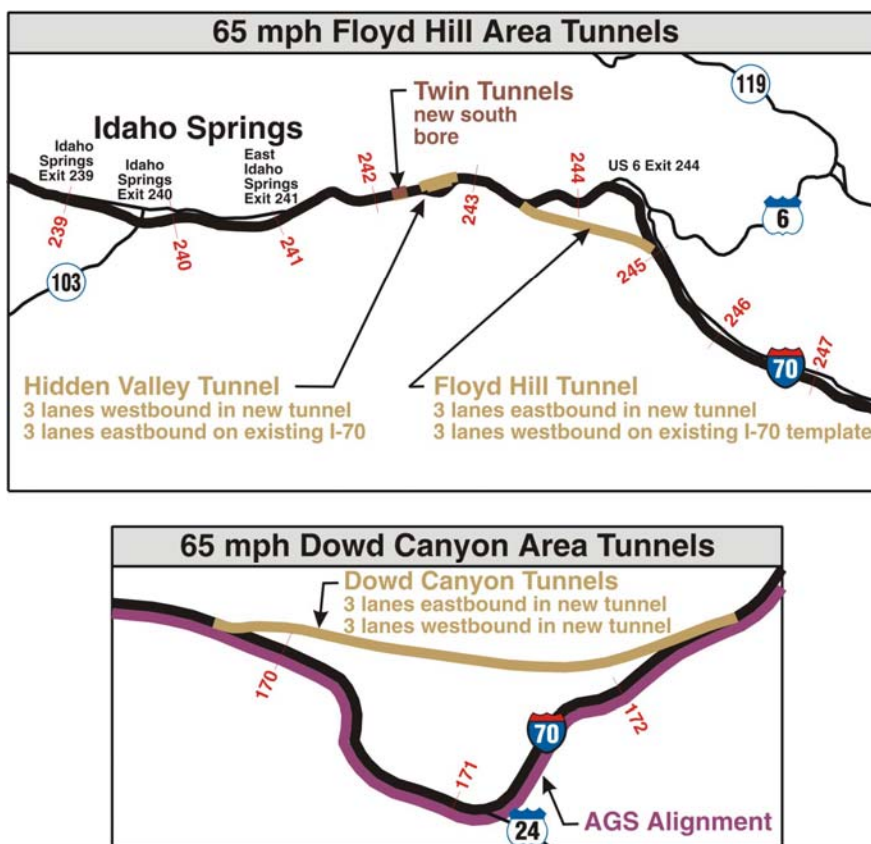 65 mph Floyd Hill Area Tunnels
119
Twin Tunnels
new south
bore
Idaho Springs
Idaho
Springs
Exit 239
Idaho
Springs
Exit 240
East
Idaho
Springs
Exit 241
242
243
244
US 6 Exit 244
6
239
240
241
245
103
246
247
70
Hidden Valley Tunnel
3 lanes westbound in new tunnel
3 lanes eastbound on existing I-70
Floyd Hill Tunnel
3 lanes eastbound in new tunnel
3 lanes westbound on existing I-70 template
65 mph Dowd Canyon Area Tunnels
Dowd Canyon Tunnels
3 lanes eastbound in new tunnel
3 lanes westbound in new tunnel
170
172
70
171
24
AGS Alignment